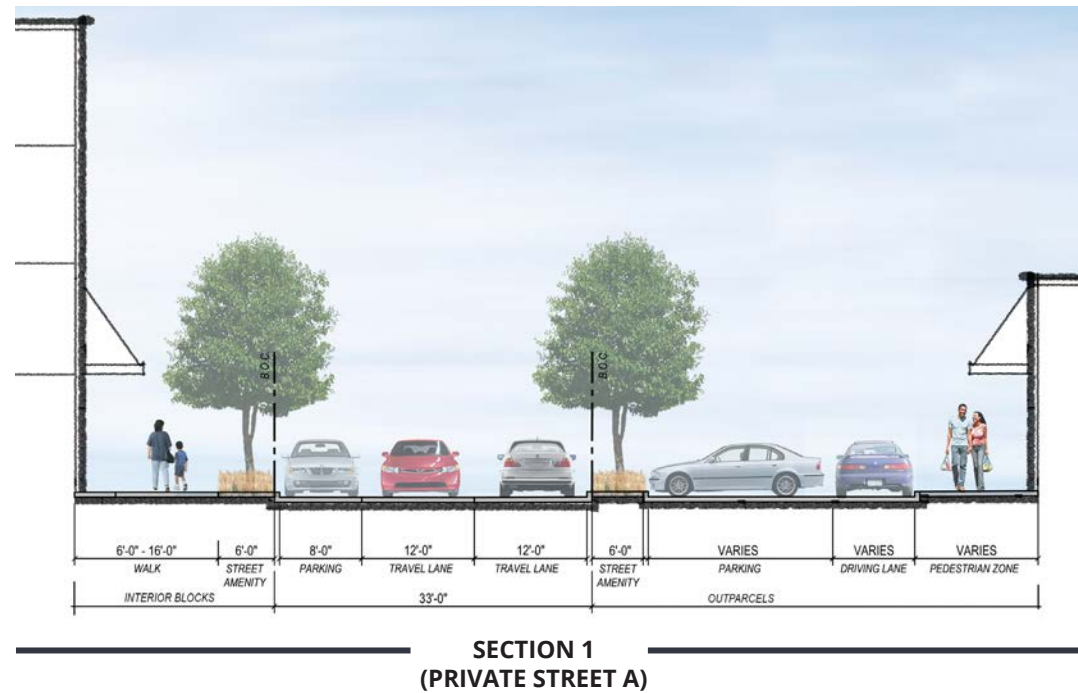 B.O.C.
B.O.C.
6'-0" - 16'-0"
WALK
6'-0"
STREET
AMENITY
8'-0"
PARKING
12'-0"
TRAVEL LANE
12'-0"
TRAVEL LANE
6'-0"
STREET
AMENITY
VARIES
PARKING
VARIES
DRIVING LANE
VARIES
PEDESTRIAN ZONE
INTERIOR BLOCKS
33'-0"
OUTPARCELS
SECTION 1
(PRIVATE STREET A)